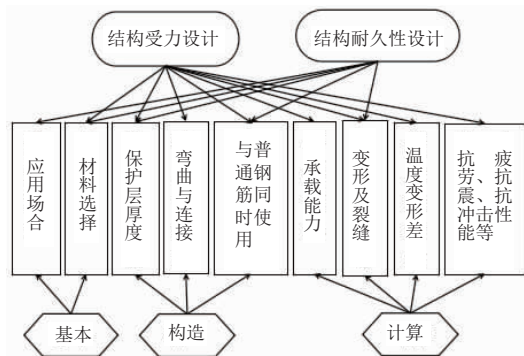 结构受力设计
结构耐久性设计
应用场合
材料选择
保护层厚度
弯曲与连接
与普通钢筋同时使用
承载能力
变形及裂缝
温度变形差
抗疲劳、抗震、抗冲击性能等
基本
构造
计算